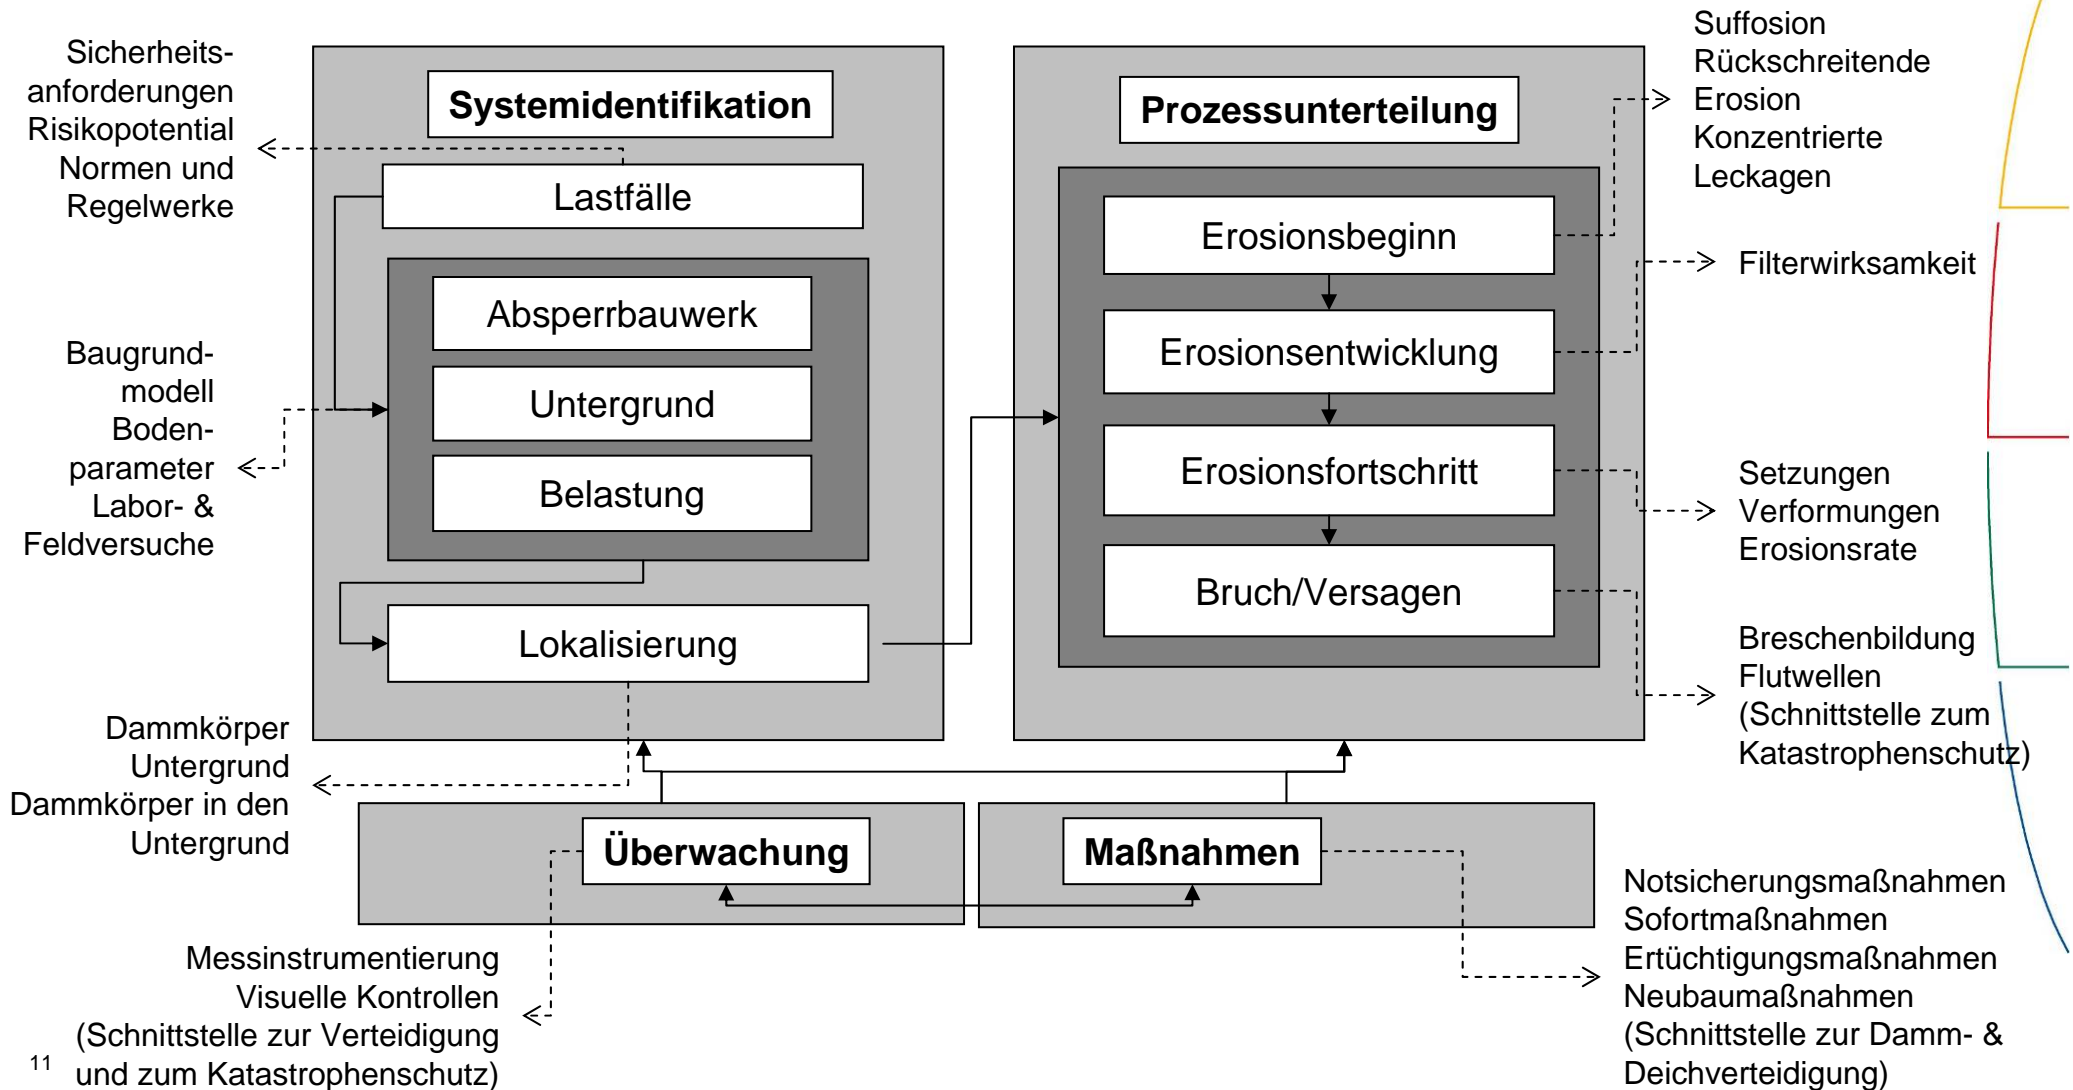 Sicherheits-
anforderungen
Risikopotential
Normen und
Regelwerke
Systemidentifikation
Lastfälle
Absperrbauwerk
Untergrund
Belastung
Lokalisierung
Baugrund-
modell
Boden-
parameter
Labor- &
Feldversuche
Dammkörper
Untergrund
Dammkörper in den
Untergrund
Prozessunterteilung
Erosionsbeginn
Erosionsentwicklung
Erosionsfortschritt
Bruch/Versagen
Suffosion
Rückschreitende
Erosion
Konzentrierte
Leckagen
Filterwirksamkeit
Setzungen
Verformungen
Erosionsrate
Breschenbildung
Flutwellen
(Schnittstelle zum
Katastrophenschutz)
Überwachung
Maßnahmen
Messinstrumentierung
Visuelle Kontrollen
(Schnittstelle zur Verteidigung
und zum Katastrophenschutz)
Notsicherungsmaßnahmen
Sofortmaßnahmen
Ertüchtigungsmaßnahmen
Neubaumaßnahmen
(Schnittstelle zur Damm- &
Deichverteidigung)
11